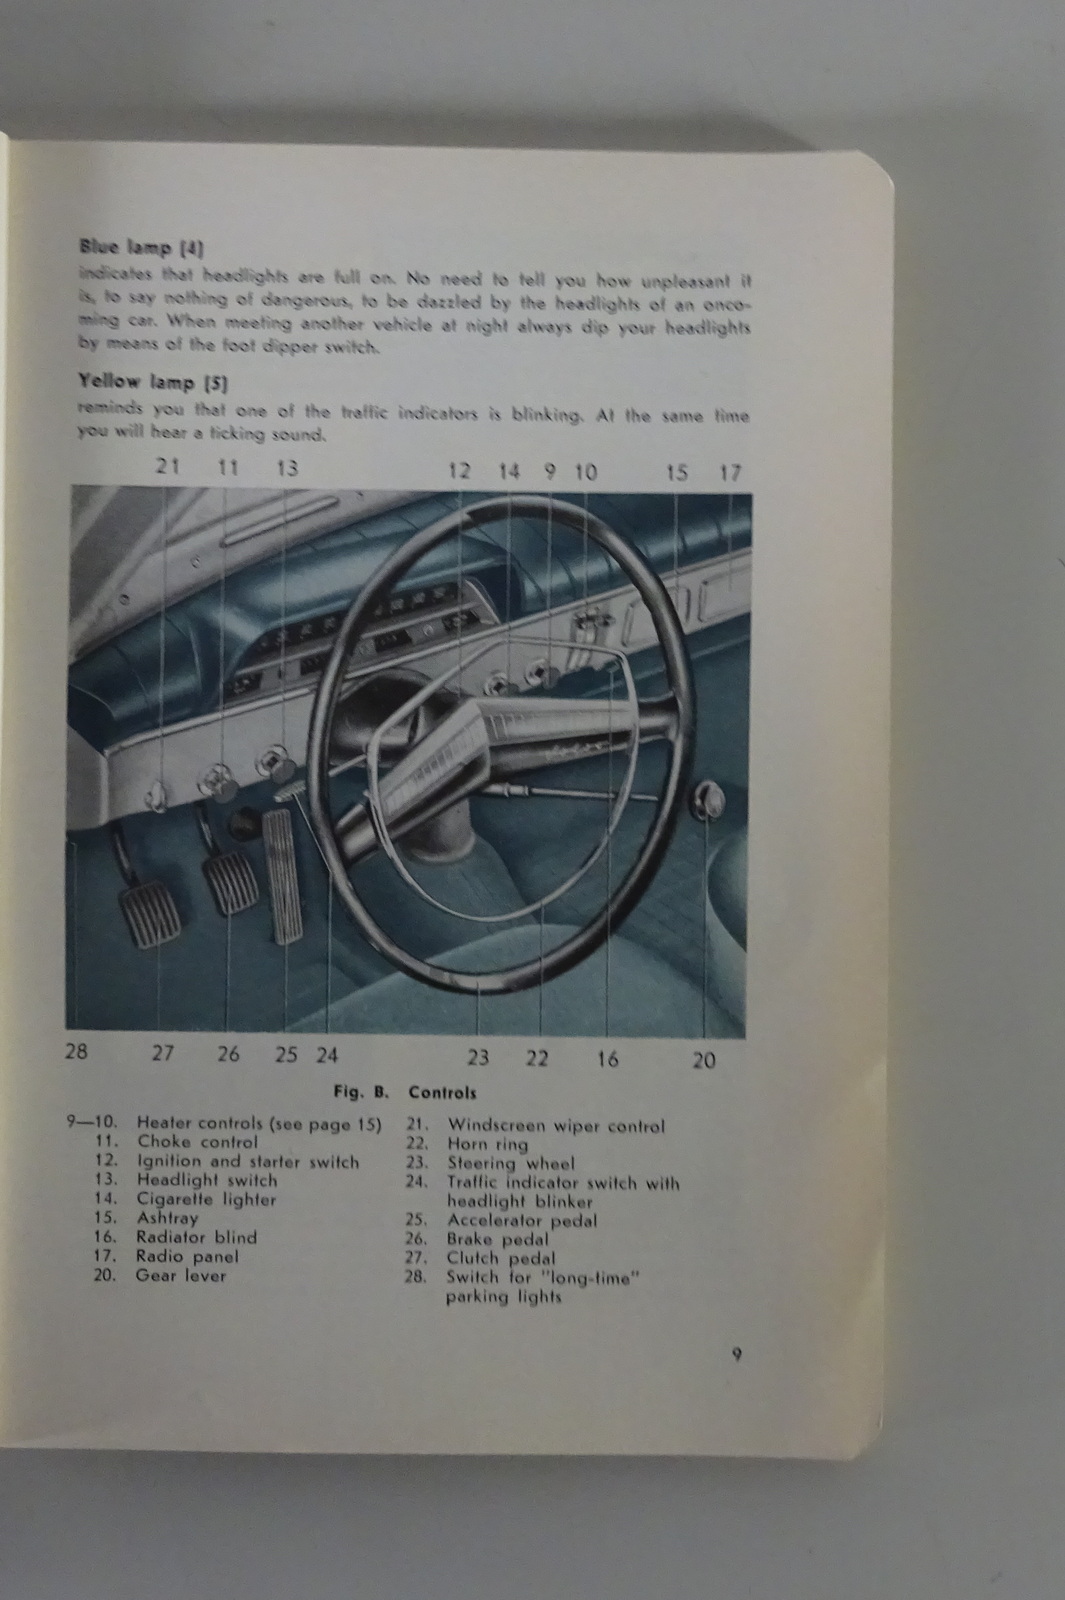 Blue lamp [4]
indicates that headlights are full on. No need to tell you how unpleasant it
is, to say nothing of dangerous, to be dazzled by the headlights of an onco-
ming car. When meeting another vehicle at night always dip your headlights
by means of the foot dipper switch.
Yellow lamp [5]
reminds you that one of the traffic indicators is blinking. At the same time
you will hear a ticking sound.
21 11 13 12 14 9 10 15 17
28 27 26 25 24 23 22 16 20
Fig. B. Controls
9—10. Heater controls (see page 15)
11. Choke control
12. Ignition and starter switch
13. Headlight switch
14. Cigarette lighter
15. Ashtray
16. Radiator blind
17. Radio panel
20. Gear lever
21. Windscreen wiper control
22. Horn ring
23. Steering wheel
24. Traffic indicator switch with
headlight blinker
25. Accelerator pedal
26. Brake pedal
27. Clutch pedal
28. Switch for "long-time"
parking lights
9